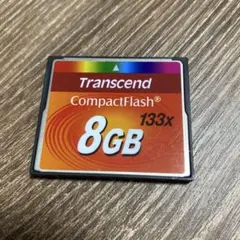 Transcend
CompactFlash®
133x
8GB